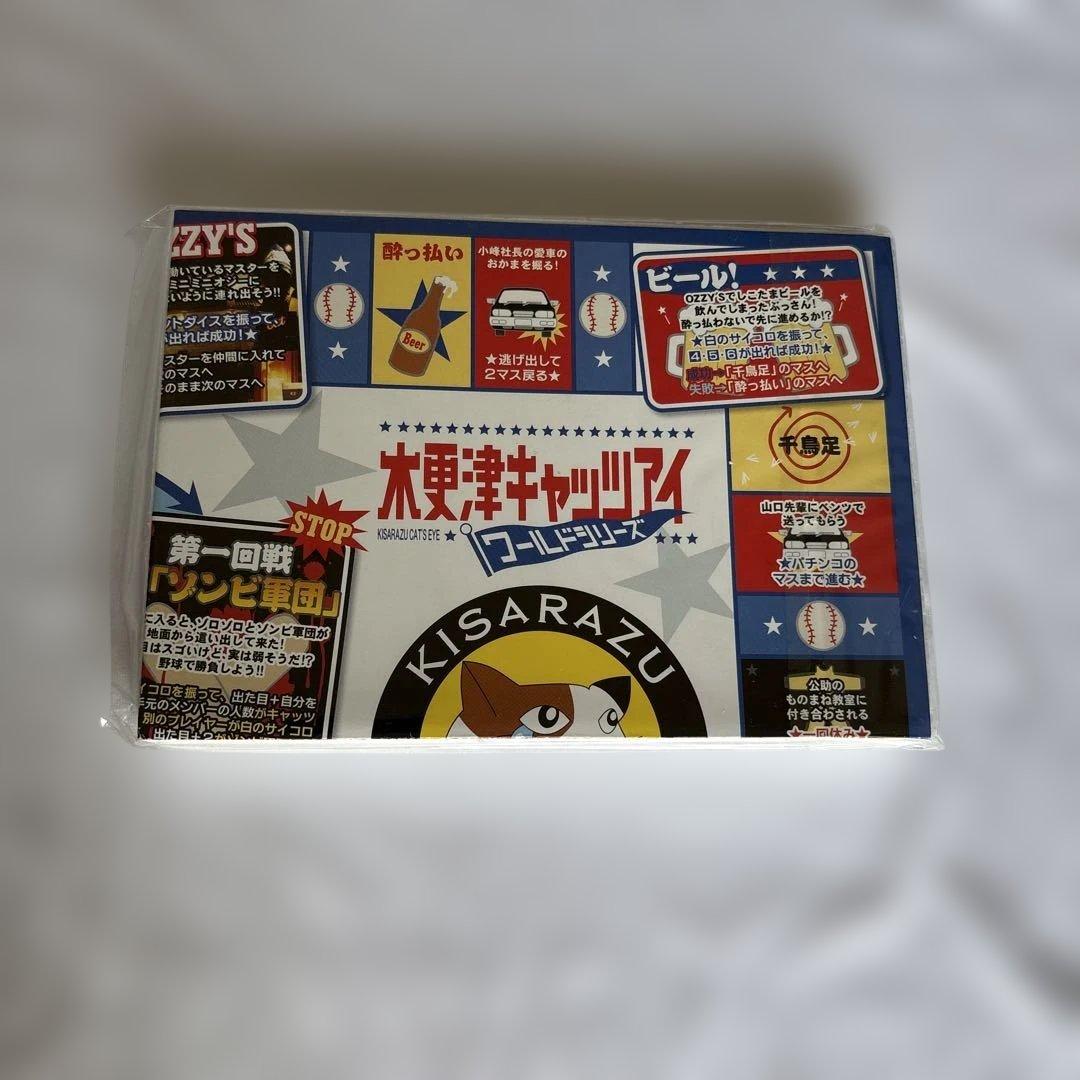 ZZY'S
働いているマスターを
ミニミニオジーに
いように連れ出そう!!
ットダイスを振って、
が出れば成功!★
スターを仲間に入れて
のマスへ
のまま次のマスへ
酔っ払い
Beer
小峰社長の愛車の
おかまを掘る!
★逃げ出して
2マス戻る★
ビール!
OZZY'Sでしこたまビールを
飲んでしまったぶっさん!
酔っ払わないで先に進めるか!?
★白のサイコロを振って、
4・5・6が出れば成功!★
成功→「千鳥足」のマスへ
失敗→「酔っ払い」のマスへ
千鳥足
山口先輩にベンツで
送ってもらう
★パチンコの
マスまで進む★
公助の
ものまね教室に
付き合わされる
★一回休み★
木更津キャッツアイ
KISARAZU CAT'S EYE
ワールドシリーズ
KISARAZU
STOP
第一回戦
「ゾンビ軍団」
に入ると、ゾロゾロとゾンビ軍団が
地面から這い出して来た!
目はスゴいけど、実は弱そうだ!?
野球で勝負しよう!!
イコロを振って、出た目+自分を
元のメンバーの人数がキャッツ
別のプレイヤーが白のサイコロ
出た目+